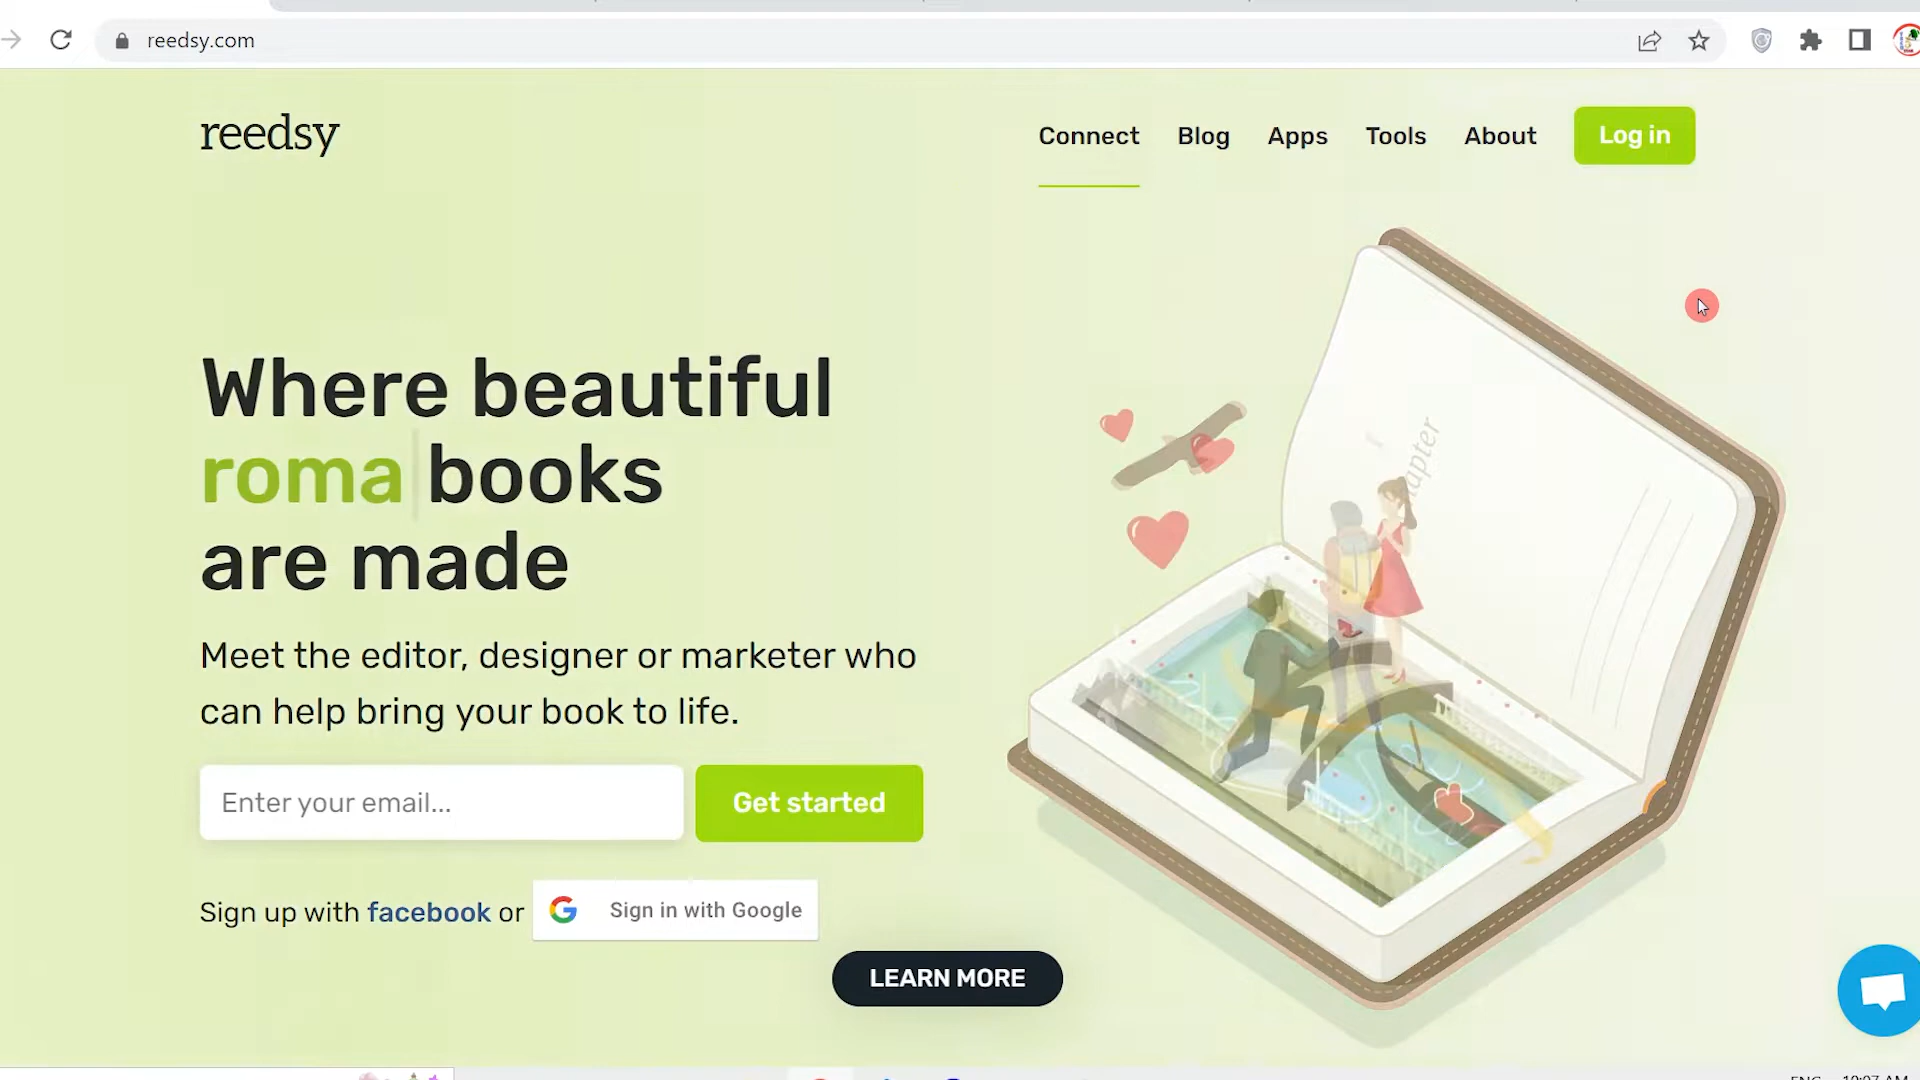 reedsy.com
reedsy
Connect Blog Apps Tools About Log in
Where beautiful
roma books
are made
Meet the editor, designer or marketer who
can help bring your book to life.
Enter your email... Get started
Sign up with facebook or Sign in with Google
LEARN MORE